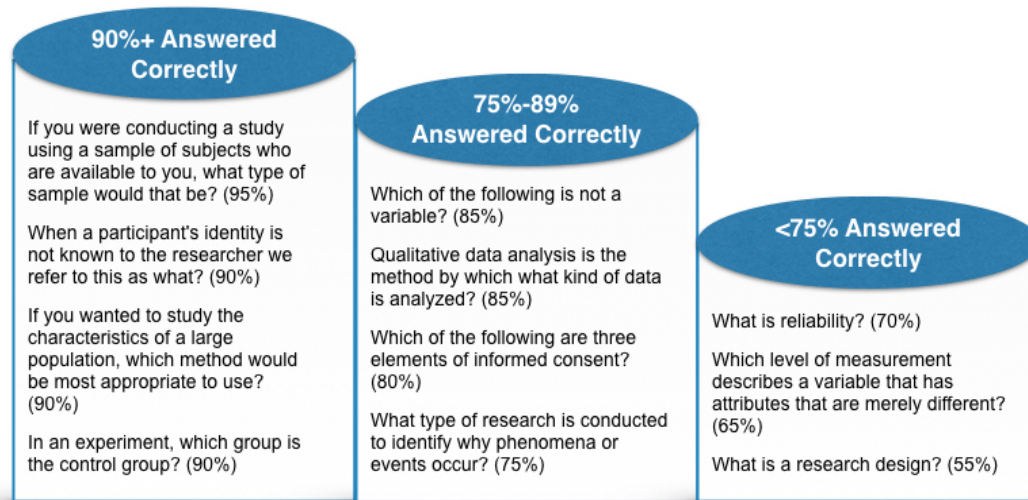 90%+ Answered
Correctly
If you were conducting a study
using a sample of subjects who
are available to you, what type of
sample would that be? (95%)
When a participant's identity is
not known to the researcher we
refer to this as what? (90%)
If you wanted to study the
characteristics of a large
population, which method would
be most appropriate to use?
(90%)
In an experiment, which group is
the control group? (90%)
75%-89%
Answered Correctly
Which of the following is not a
variable? (85%)
Qualitative data analysis is the
method by which what kind of data
is analyzed? (85%)
Which of the following are three
elements of informed consent?
(80%)
What type of research is conducted
to identify why phenomena or
events occur? (75%)
<75% Answered
Correctly
What is reliability? (70%)
Which level of measurement
describes a variable that has
attributes that are merely different?
(65%)
What is a research design? (55%)